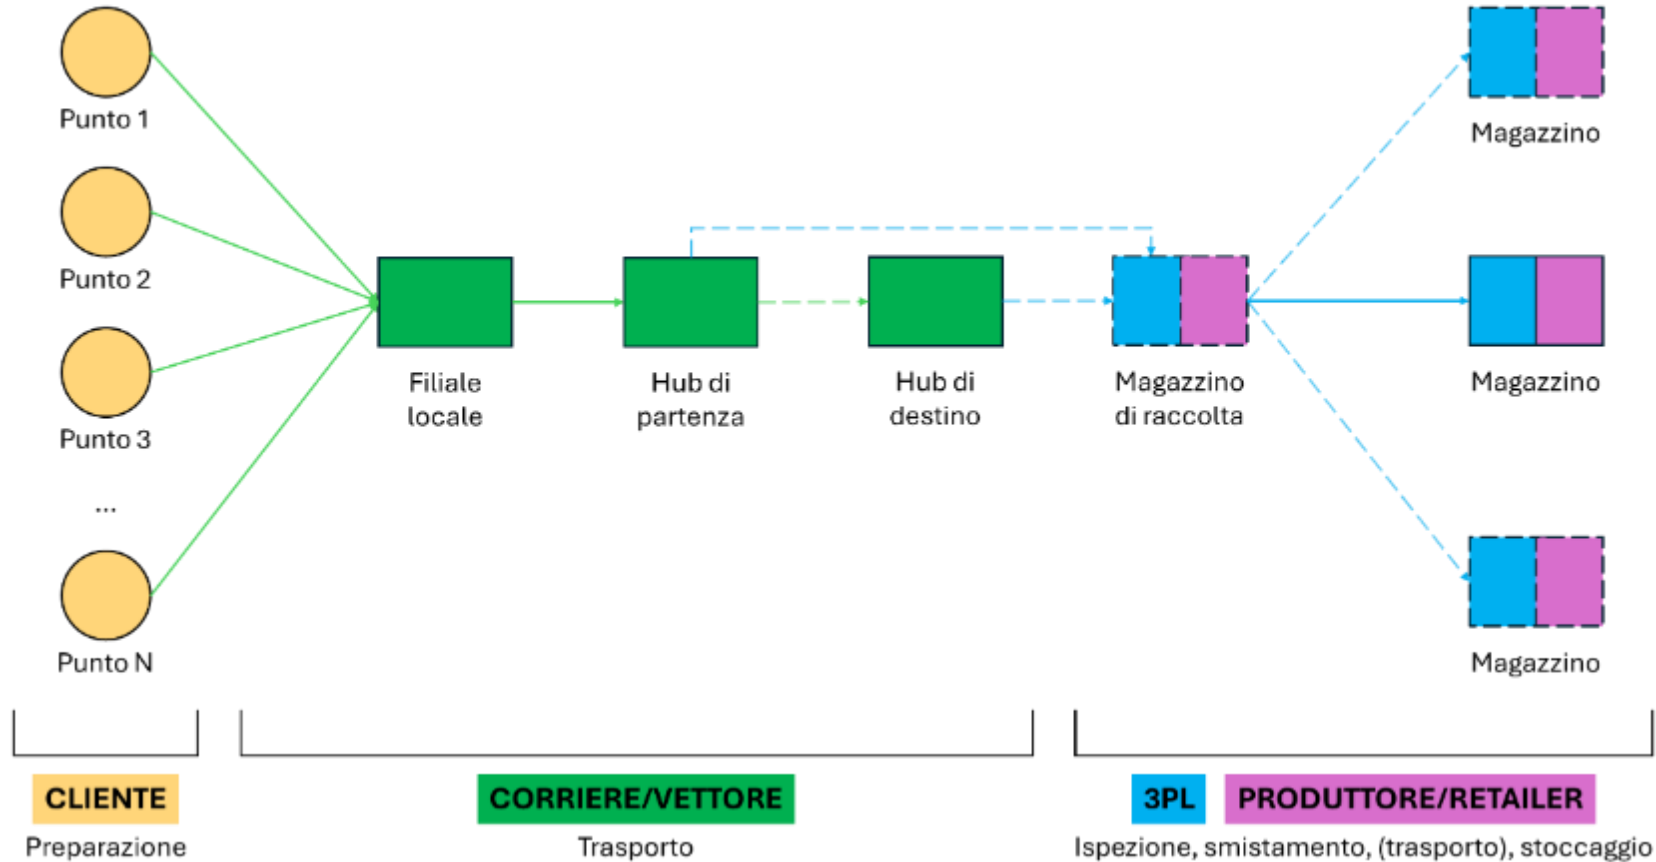 Punto 1
Punto 2
Punto 3
...
Punto N
Filiale
locale
Hub di
partenza
Hub di
destino
Magazzino
di raccolta
Magazzino
Magazzino
Magazzino
CLIENTE
Preparazione
CORRIERE/VETTORE
Trasporto
3PL
PRODUTTORE/RETAILER
Ispezione, smistamento, (trasporto), stoccaggio